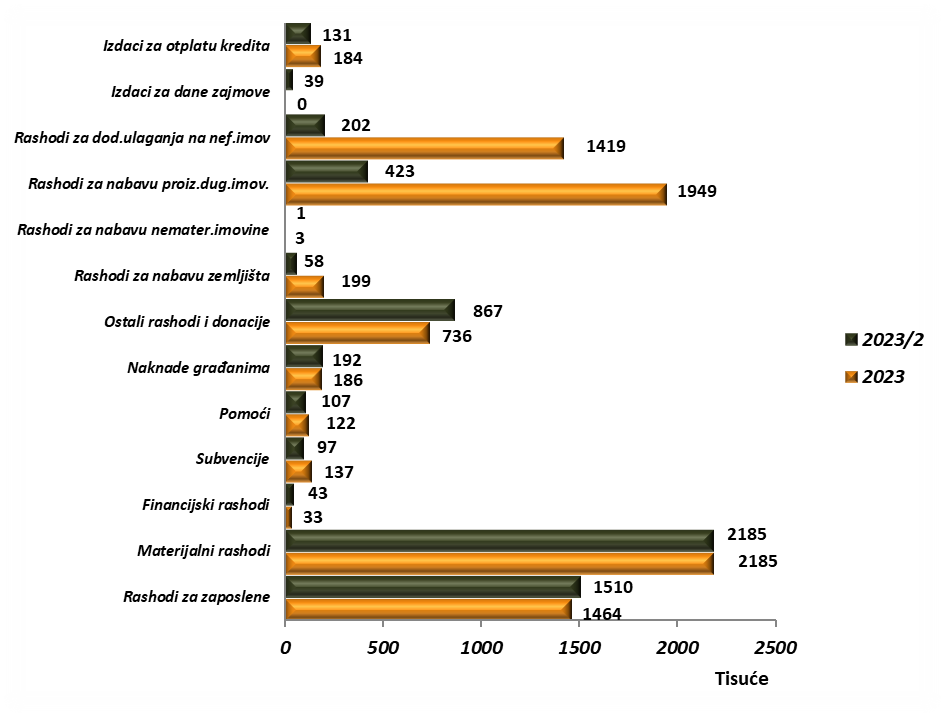 Izdaci za otplatu kredita
131
184
Izdaci za dane zajmove
39
0
Rashodi za dod.ulaganja na nef.imov
202
1419
Rashodi za nabavu proiz.dug.imov.
423
1949
Rashodi za nabavu nemater.imovine
1
3
Rashodi za nabavu zemljišta
58
199
Ostali rashodi i donacije
867
736
Naknade građanima
192
186
Pomoći
107
122
Subvencije
97
137
Financijski rashodi
43
33
Materijalni rashodi
2185
2185
Rashodi za zaposlene
1510
1464
2023/2
2023
0 500 1000 1500 2000 2500
Tisuće